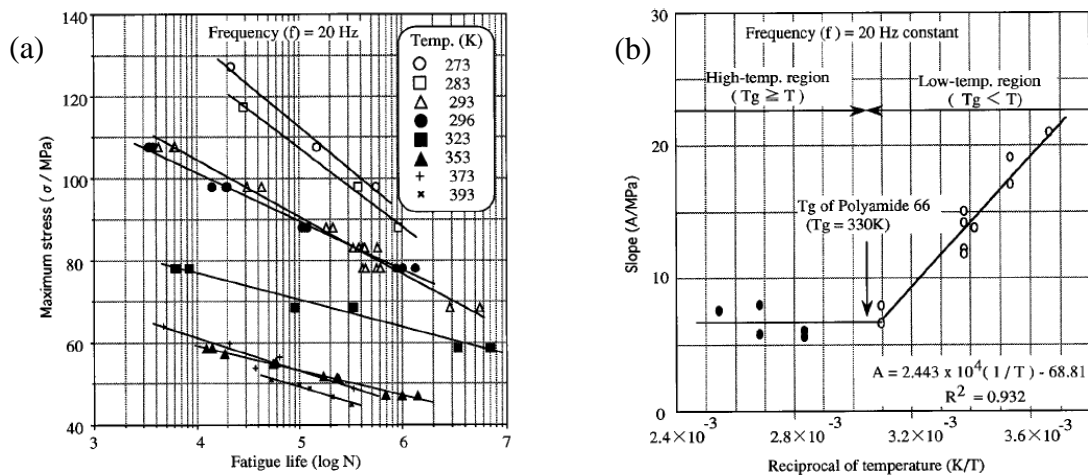 (a)
Frequency (f) = 20 Hz
Temp. (K)
273
283
293
296
323
353
373
393
140
120
100
80
60
40
Maximum stress ( σ / MPa)
3 4 5 6 7
Fatigue life (log N)
(b)
Frequency ( f ) = 20 Hz constant
High-temp. region
( Tg ≧ T )
Low-temp. region
( Tg < T )
Tg of Polyamide 66
(Tg = 330K)
30
20
10
0
Slope (A/MPa)
A = 2.443 x 10⁴( 1 / T ) - 68.81
R² = 0.932
2.4×10⁻³ 2.8×10⁻³ 3.2×10⁻³ 3.6×10⁻³
Reciprocal of temperature (K/T)